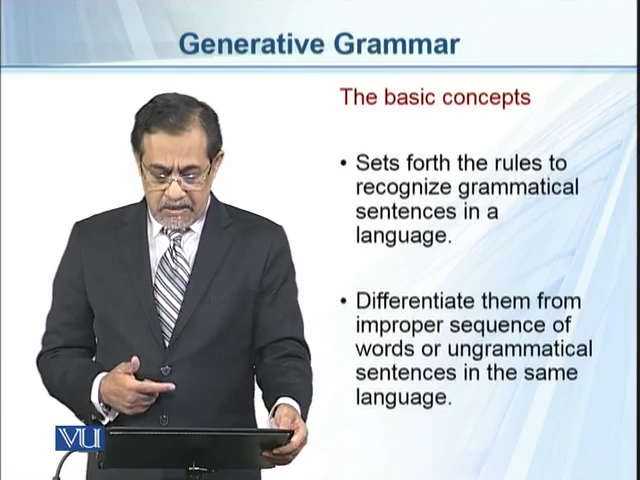 Generative Grammar
The basic concepts
• Sets forth the rules to
recognize grammatical
sentences in a
language.
• Differentiate them from
improper sequence of
words or ungrammatical
sentences in the same
language.
VU